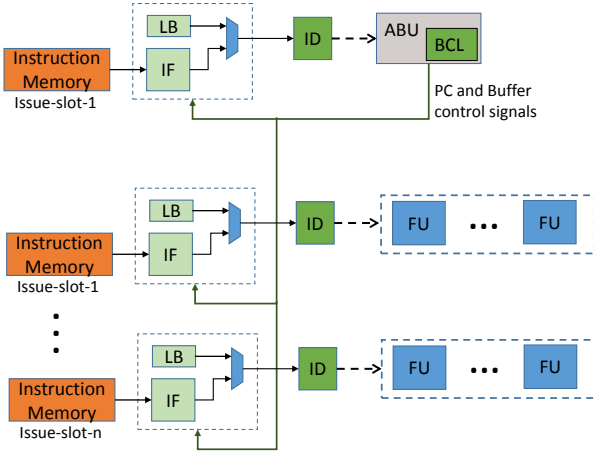 LB
IF
Instruction
Memory
Issue-slot-1
ID
ABU
BCL
PC and Buffer
control signals
LB
IF
Instruction
Memory
Issue-slot-1
ID
FU
FU
LB
IF
Instruction
Memory
Issue-slot-n
ID
FU
FU